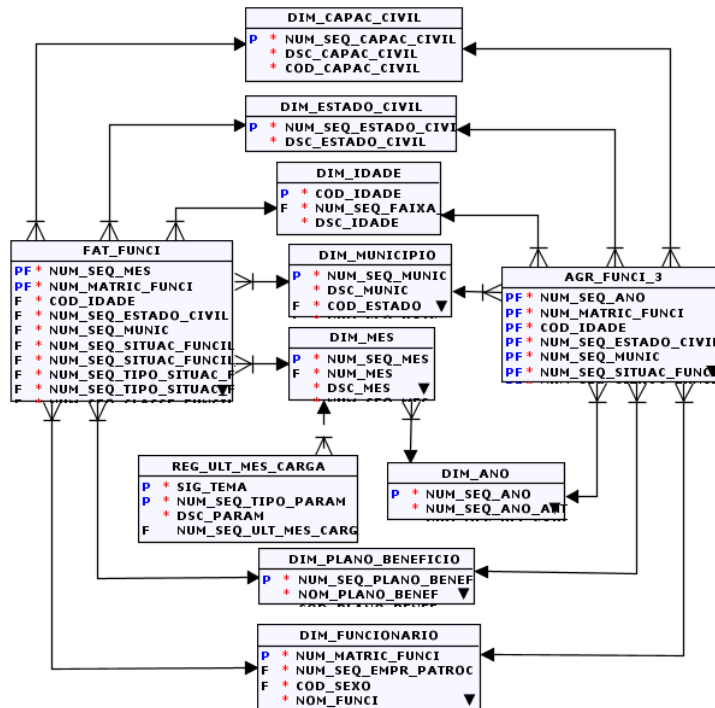 DIM_CAPAC_CIVIL
P * NUM_SEQ_CAPAC_CIVIL
* DSC_CAPAC_CIVIL
* COD_CAPAC_CIVIL
DIM_ESTADO_CIVIL
P * NUM_SEQ_ESTADO_CIVI
* DSC_ESTADO_CIVIL
DIM_IDADE
P * COD_IDADE
F * NUM_SEQ_FAIXA_
* DSC_IDADE
FAT_FUNCI
PF * NUM_SEQ_MES
PF * NUM_MATRIC_FUNCI
F * COD_IDADE
F * NUM_SEQ_ESTADO_CIVIL
F * NUM_SEQ_MUNIC
F * NUM_SEQ_SITUAC_FUNCIL
F * NUM_SEQ_SITUAC_FUNCIL
F * NUM_SEQ_TIPO_SITUAC_F
F * NUM_SEQ_TIPO_SITUAC
DIM_MUNICIPIO
P * NUM_SEQ_MUNIC
* DSC_MUNIC
F * COD_ESTADO
AGR_FUNCI_3
PF * NUM_SEQ_ANO
PF * NUM_MATRIC_FUNCI
PF * COD_IDADE
PF * NUM_SEQ_ESTADO_CIVI
PF * NUM_SEQ_MUNIC
PF * NUM_SEQ_SITUAC_FUNC
DIM_MES
P * NUM_SEQ_MES
F * NUM_MES
* DSC_MES
REG_ULT_MES_CARGA
P * SIG_TEMA
P * NUM_SEQ_TIPO_PARAM
* DSC_PARAM
F NUM_SEQ_ULT_MES_CARG
DIM_ANO
P * NUM_SEQ_ANO
* NUM_SEQ_ANO_ANT
DIM_PLANO_BENEFICIO
P * NUM_SEQ_PLANO_BENEF
* NOM_PLANO_BENEF
DIM_FUNCIONARIO
P * NUM_MATRIC_FUNCI
F * NUM_SEQ_EMPR_PATROC
F * COD_SEXO
* NOM_FUNCI